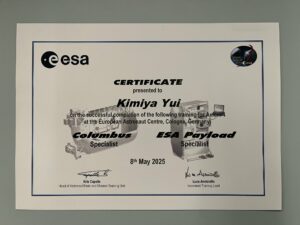 esa
CERTIFICATE
presented to
Kimiya Yui
on the successful completion of the following training for
at the European Astronaut Centre, Cologne, Germany
Columbus ESA Payload
Specialist Specialist
8th May 2025